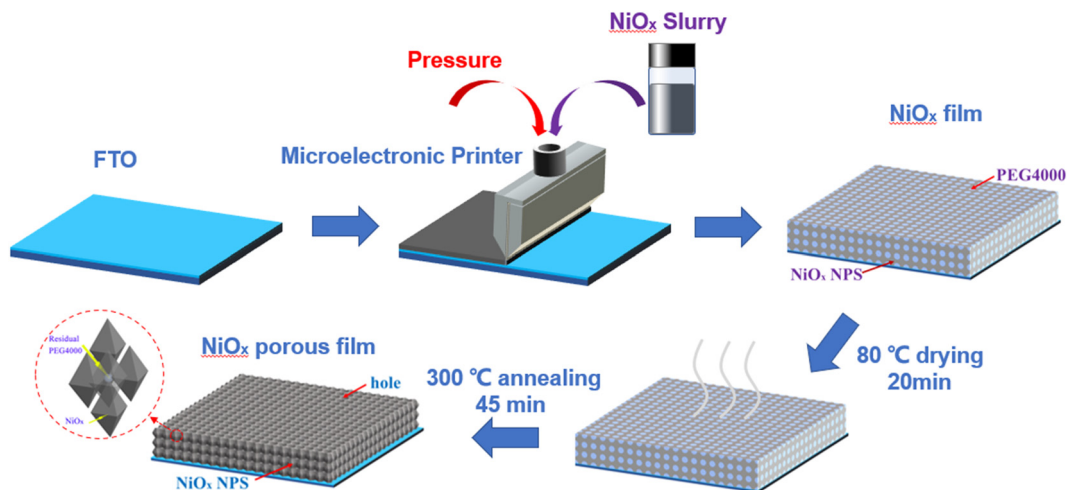 NiOₓ Slurry
Pressure
NiOₓ film
FTO
Microelectronic Printer
PEG4000
NiOₓ NPS
80 ℃ drying
20min
Residual
PEG4000
NiOₓ
NiOₓ porous film
hole
NiOₓ NPS
300 ℃ annealing
45 min